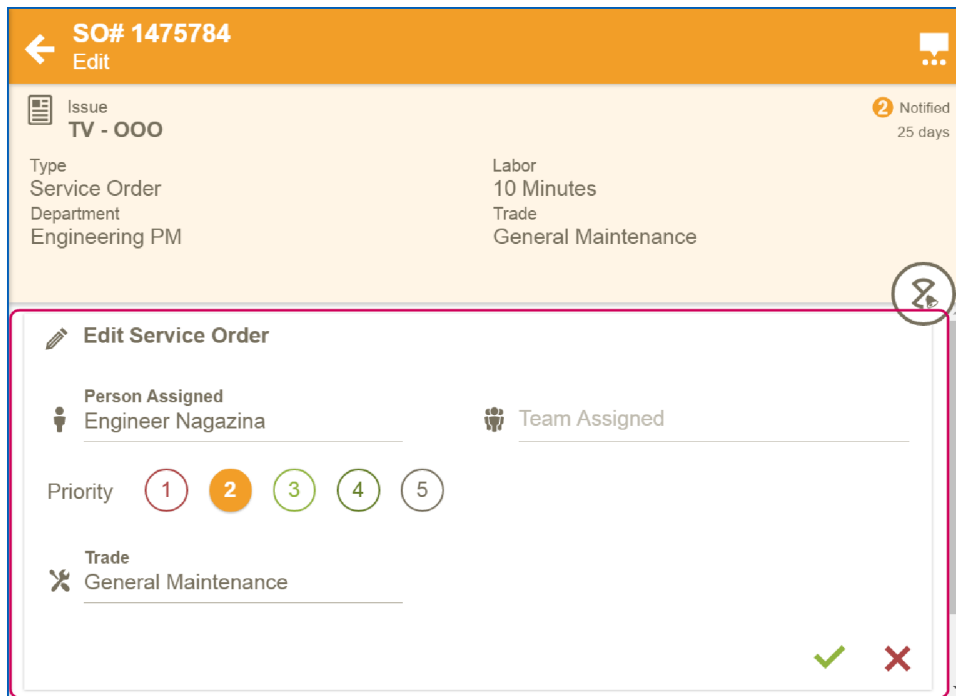 SO# 1475784
Edit
Issue
TV - OOO
2 Notified
25 days
Type
Service Order
Labor
10 Minutes
Department
Engineering PM
Trade
General Maintenance
Edit Service Order
Person Assigned
Engineer Nagazina
Team Assigned
Priority 1 2 3 4 5
Trade
General Maintenance